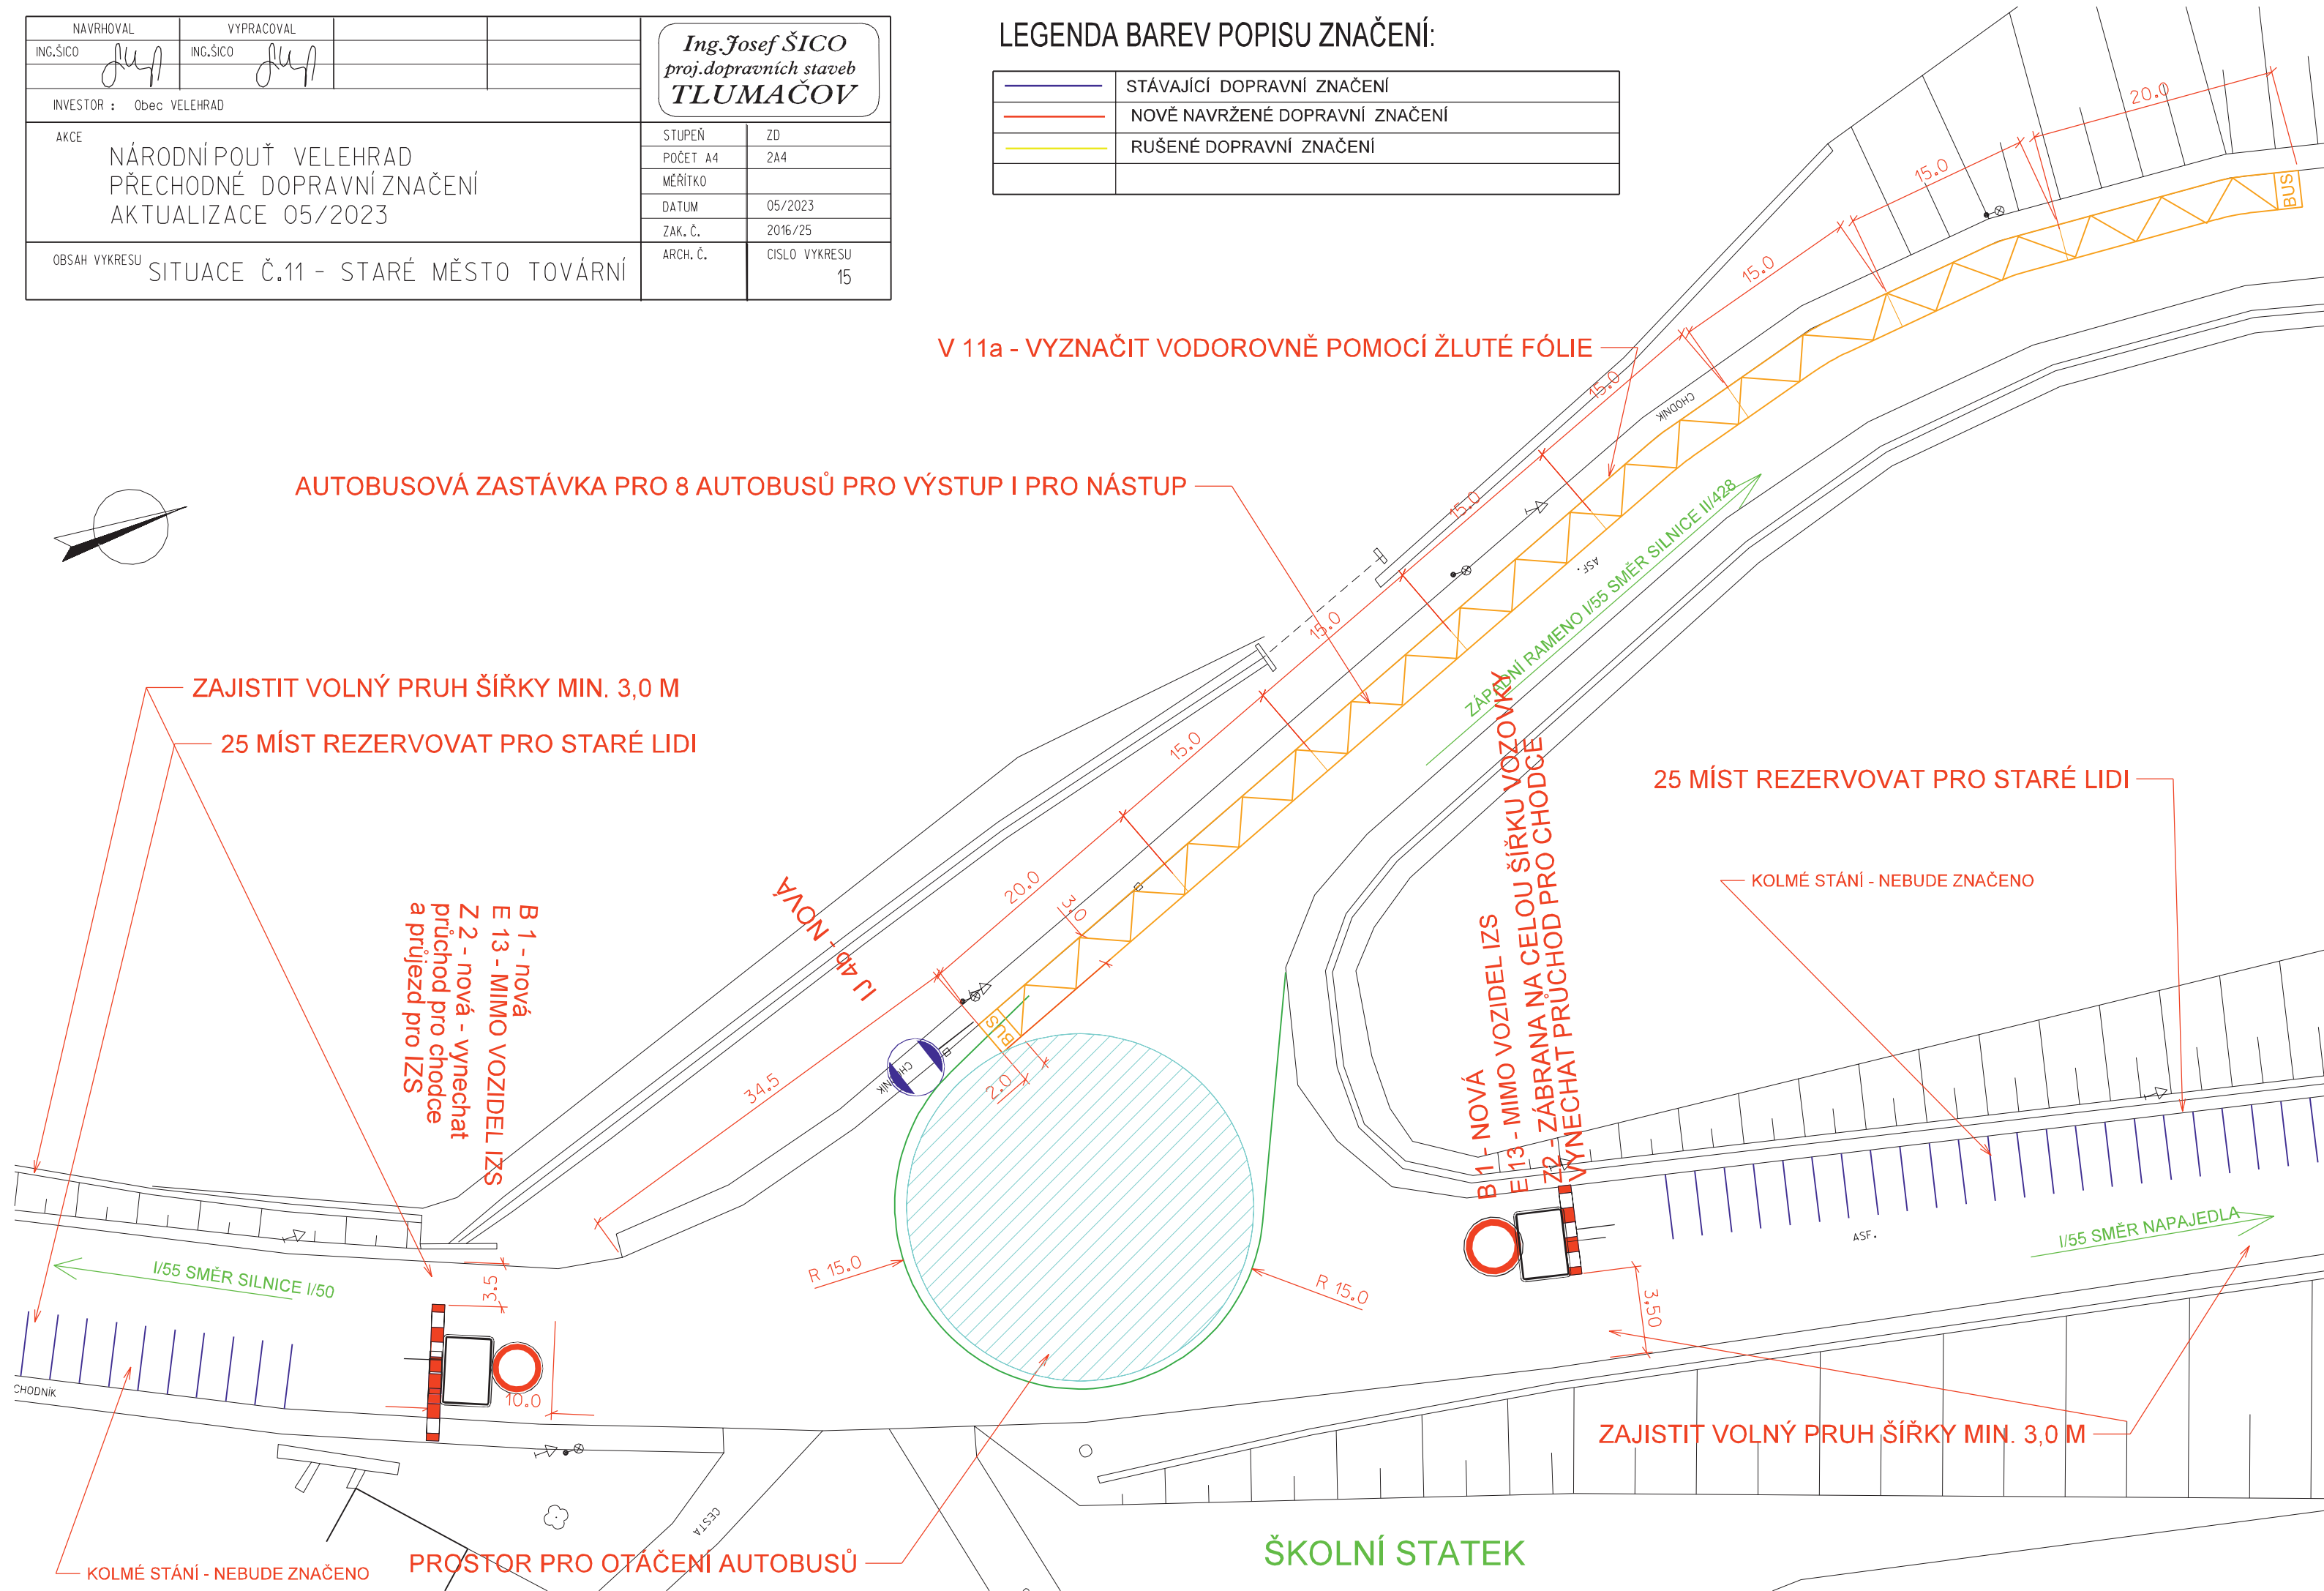 NAVRHOVAL
VYPRACOVAL
ING.ŠICO
ING.ŠICO
Ing.Josef ŠICO
proj.dopravních staveb
TLUMAČOV
INVESTOR : Obec VELEHRAD
AKCE
NÁRODNÍ POUŤ VELEHRAD
PŘECHODNÉ DOPRAVNÍ ZNAČENÍ
AKTUALIZACE 05/2023
STUPEŇ ZD
POČET A4 2A4
MĚŘÍTKO
DATUM 05/2023
ZAK. Č. 2016/25
OBSAH VYKRESU SITUACE Č.11 - STARÉ MĚSTO TOVÁRNÍ
ARCH. Č.
CISLO VYKRESU
15
LEGENDA BAREV POPISU ZNAČENÍ:
STÁVAJÍCÍ DOPRAVNÍ ZNAČENÍ
NOVĚ NAVRŽENÉ DOPRAVNÍ ZNAČENÍ
RUŠENÉ DOPRAVNÍ ZNAČENÍ
20.0
15.0
BUS
15.0
V 11a - VYZNAČIT VODOROVNĚ POMOCÍ ŽLUTÉ FÓLIE
15.0
CHODNÍK
AUTOBUSOVÁ ZASTÁVKA PRO 8 AUTOBUSŮ PRO VÝSTUP I PRO NÁSTUP
15.0
ASF.
ZÁPADNÍ RAMENO I/55 SMĚR SILNICE II/428
15.0
ZAJISTIT VOLNÝ PRUH ŠÍŘKY MIN. 3,0 M
25 MÍST REZERVOVAT PRO STARÉ LIDI
15.0
25 MÍST REZERVOVAT PRO STARÉ LIDI
KOLMÉ STÁNÍ - NEBUDE ZNAČENO
20.0
3.0
IJ 4b - NOVÁ
B 1 - nová
E 13 - MIMO VOZIDEL IZS
Z 2 - nová - vynechat
průchod pro chodce
a průjezd pro IZS
B 1 - NOVÁ
E 13 - MIMO VOZIDEL IZS
Z2 - ZÁBRANA NA CELOU ŠÍŘKU VOZOVKY
VYNECHAT PRŮCHOD PRO CHODCE
BUS
CHODNÍK
34.5
2.0
I/55 SMĚR SILNICE I/50
3.5
R 15.0
R 15.0
ASF.
I/55 SMĚR NAPAJEDLA
3.50
CHODNÍK
10.0
ZAJISTIT VOLNÝ PRUH ŠÍŘKY MIN. 3,0 M
CESTA
KOLMÉ STÁNÍ - NEBUDE ZNAČENO
PROSTOR PRO OTÁČENÍ AUTOBUSŮ
ŠKOLNÍ STATEK